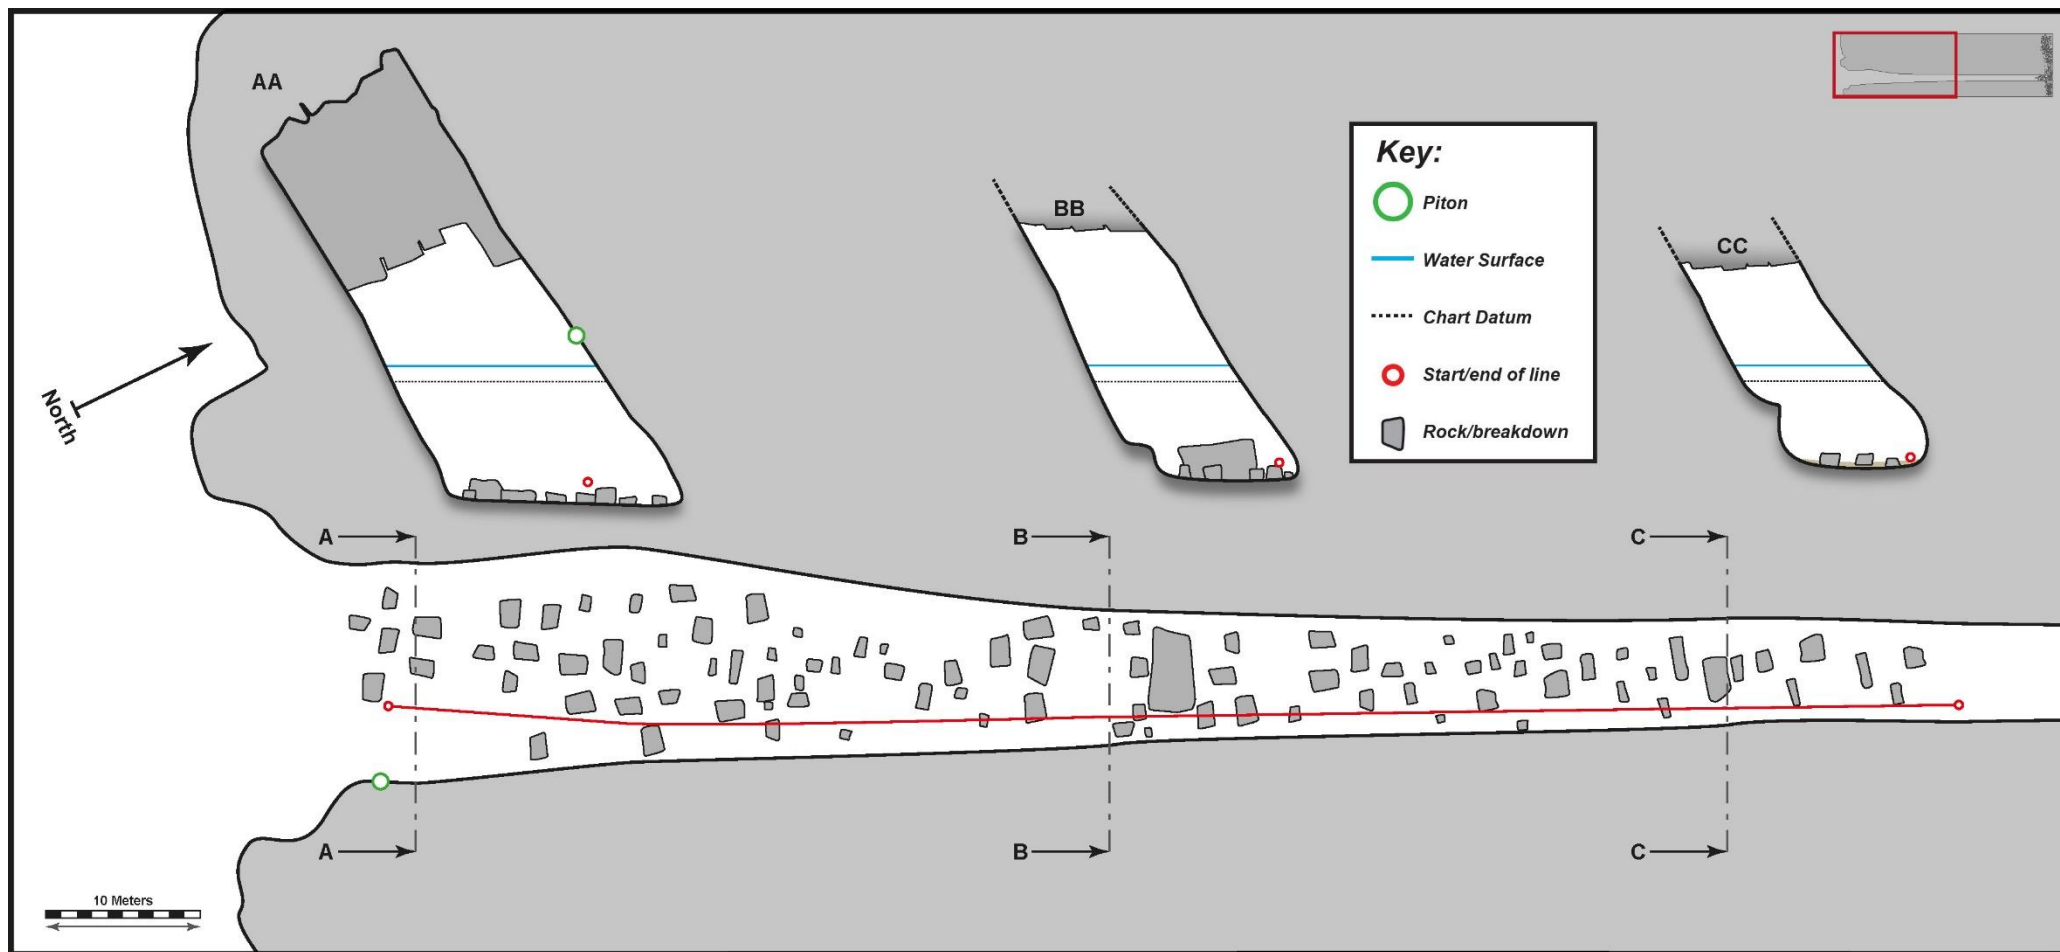 AA
BB
CC
Key:
Piton
Water Surface
Chart Datum
Start/end of line
Rock/breakdown
North
A
B
C
A
B
C
10 Meters